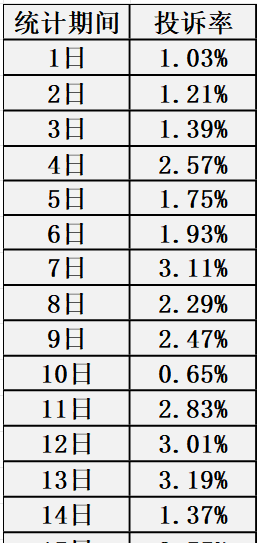 统计期间 投诉率
1日 1.03%
2日 1.21%
3日 1.39%
4日 2.57%
5日 1.75%
6日 1.93%
7日 3.11%
8日 2.29%
9日 2.47%
10日 0.65%
11日 2.83%
12日 3.01%
13日 3.19%
14日 1.37%